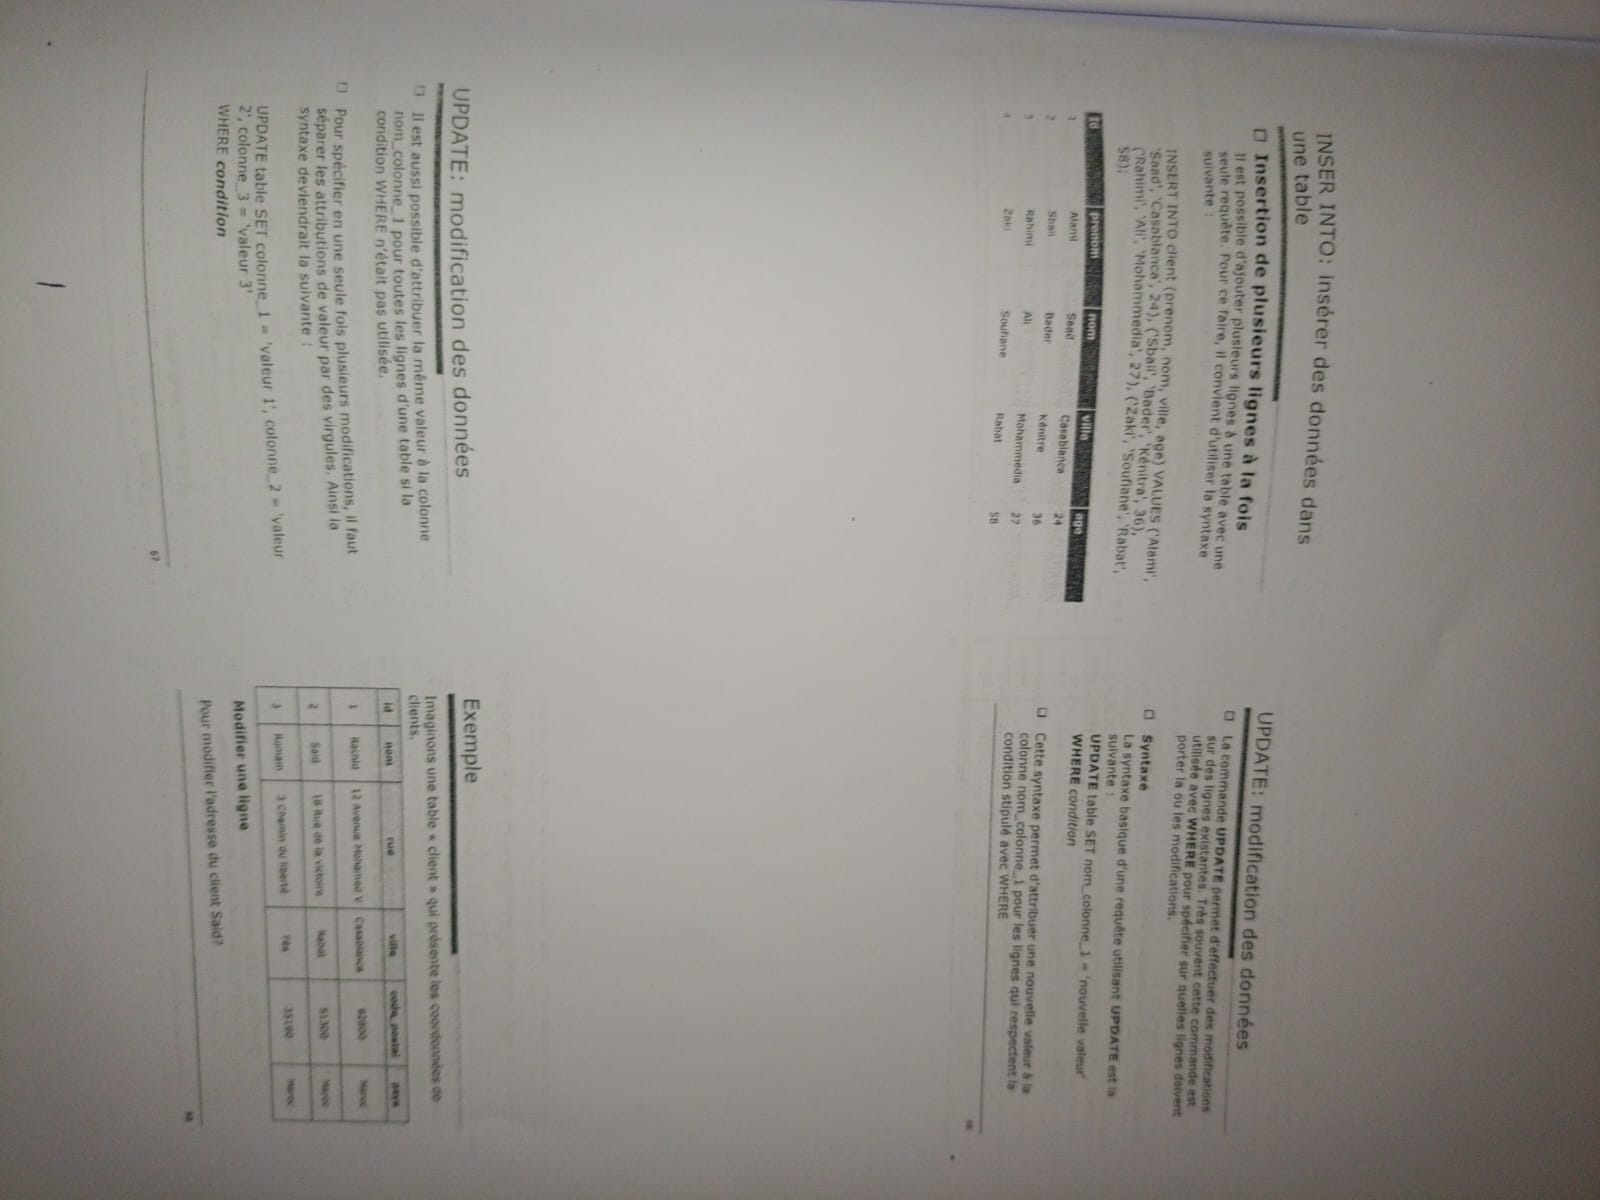 INSER INTO: insérer des données dans
une table
Insertion de plusieurs lignes à la fois
Il est possible d'ajouter plusieurs lignes à une table avec une
seule requête. Pour ce faire, il convient d'utiliser la syntaxe
suivante :
INSERT INTO client (prenom, nom, ville, age) VALUES ('Alami',
'Saad', 'Casablanca', 24), ('Sbaii', 'Bader', 'Kénitra', 36),
('Rahimi', 'Ali', 'Mohammedia', 27), ('Zaki', 'Soufiane', 'Rabat',
58);
id prenom nom ville age
1 Alami Saad Casablanca 24
2 Sbaii Bader Kénitre 36
3 Rahimi Ali Mohammedia 27
4 Zaki Soufiane Rabat 58
UPDATE: modification des données
La commande UPDATE permet d'effectuer des modifications
sur des lignes existantes. Très souvent cette commande est
utilisée avec WHERE pour spécifier sur quelles lignes doivent
porter la ou les modifications.
Syntaxe
La syntaxe basique d'une requête utilisant UPDATE est la
suivante :
UPDATE table SET nom_colonne_1 = 'nouvelle valeur'
WHERE condition
Cette syntaxe permet d'attribuer une nouvelle valeur à la
colonne nom_colonne_1 pour les lignes qui respectent la
condition stipulé avec WHERE
UPDATE: modification des données
Il est aussi possible d'attribuer la même valeur à la colonne
nom_colonne_1 pour toutes les lignes d'une table si la
condition WHERE n'était pas utilisée.
Pour spécifier en une seule fois plusieurs modifications, il faut
séparer les attributions de valeur par des virgules. Ainsi la
syntaxe deviendrait la suivante :
UPDATE table SET colonne_1 = 'valeur 1', colonne_2 = 'valeur
2', colonne_3 = 'valeur 3'
WHERE condition
67
Exemple
Imaginons une table « client » qui présente les coordonnées de
clients.
id nom rue ville code_postal pays
1 Rachid 12 Avenue Mohamed V Casablanca 92800 Maroc
2 Said 18 Rue de la victoire Rabat 51300 Maroc
3 Romain 3 Chemin du liberté Fès 35190 Maroc
Modifier une ligne
Pour modifier l'adresse du client Said?